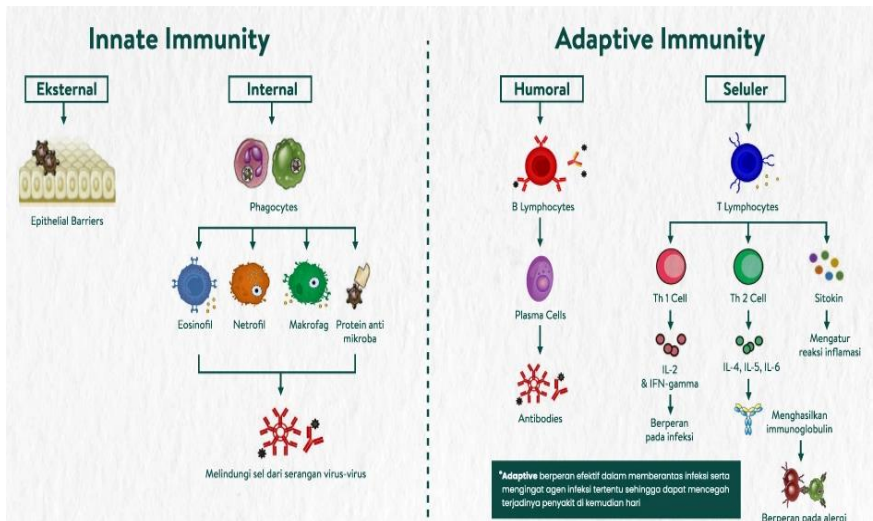 Innate Immunity
Eksternal
Epithelial Barriers
Internal
Phagocytes
Eosinofil
Netrofil
Makrofag
Protein anti
mikroba
Melindungi sel dari serangan virus-virus
Adaptive Immunity
Humoral
B Lymphocytes
Plasma Cells
Antibodies
Seluler
T Lymphocytes
Th 1 Cell
IL-2
& IFN-gamma
Berperan
pada infeksi
Th 2 Cell
IL-4, IL-5, IL-6
Menghasilkan
immunoglobulin
Berperan pada alergi
Sitokin
Mengatur
reaksi inflamasi
*Adaptive berperan efektif dalam memberantas infeksi serta
mengingat agen infeksi tertentu sehingga dapat mencegah
terjadinya penyakit di kemudian hari